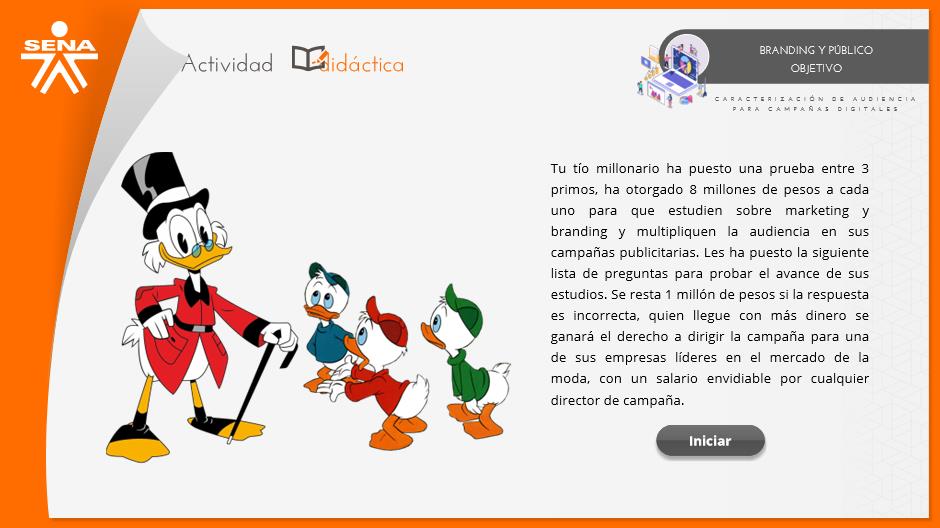 SENA
Actividad didáctica
BRANDING Y PÚBLICO
OBJETIVO
CARACTERIZACIÓN DE AUDIENCIA
PARA CAMPAÑAS DIGITALES
Tu tío millonario ha puesto una prueba entre 3
primos, ha otorgado 8 millones de pesos a cada
uno para que estudien sobre marketing y
branding y multipliquen la audiencia en sus
campañas publicitarias. Les ha puesto la siguiente
lista de preguntas para probar el avance de sus
estudios. Se resta 1 millón de pesos si la respuesta
es incorrecta, quien llegue con más dinero se
ganará el derecho a dirigir la campaña para una
de sus empresas líderes en el mercado de la
moda, con un salario envidiable por cualquier
director de campaña.
Iniciar